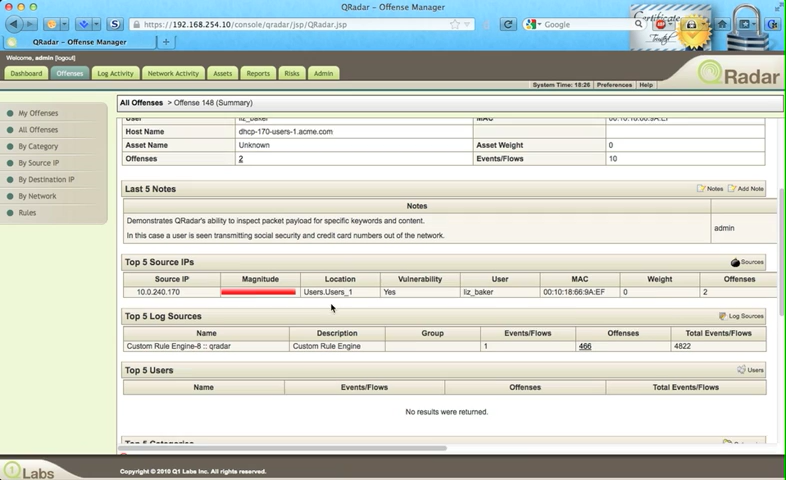 QRadar - Offense Manager
https://192.168.254.10/console/qradar/jsp/QRadar.jsp
Google
QRadar - Offense Manager
Welcome, admin [logout]
Dashboard Offenses Log Activity Network Activity Assets Reports Risks Admin
System Time: 18:26 Preferences Help
QRadar
All Offenses > Offense 148 (Summary)
My Offenses
All Offenses
By Category
By Source IP
By Destination IP
By Network
Rules
User liz_baker MAC 00:10:18:66:9A:EF
Host Name dhcp-170-users-1.acme.com
Asset Name Unknown Asset Weight 0
Offenses 2 Events/Flows 10
Last 5 Notes Notes Add Note
Notes
Demonstrates QRadar's ability to inspect packet payload for specific keywords and content.
In this case a user is seen transmitting social security and credit card numbers out of the network.
admin
Top 5 Source IPs Sources
Source IP Magnitude Location Vulnerability User MAC Weight Offenses
10.0.240.170 Users.Users_1 Yes liz_baker 00:10:18:66:9A:EF 0 2
Top 5 Log Sources Log Sources
Name Description Group Events/Flows Offenses Total Events/Flows
Custom Rule Engine-8 :: qradar Custom Rule Engine 1 466 4822
Top 5 Users Users
Name Events/Flows Offenses Total Events/Flows
No results were returned.
Top 5 Categories
1 Labs Copyright © 2010 Q1 Labs Inc. All rights reserved.